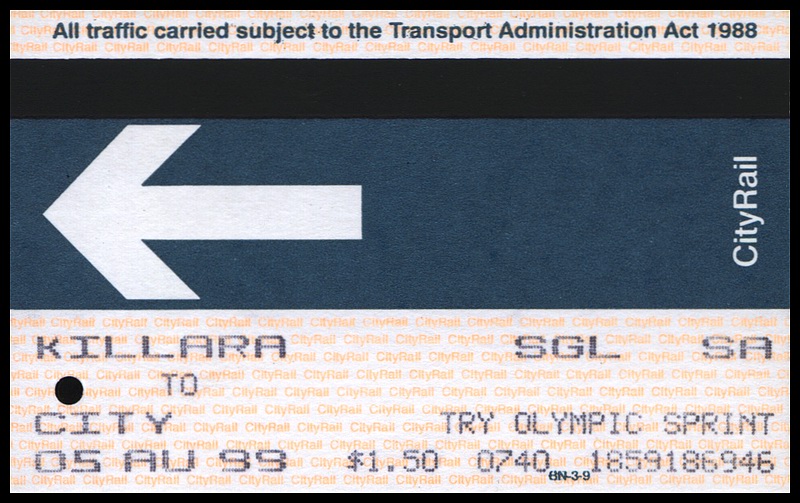 All traffic carried subject to the Transport Administration Act 1988
CityRail
KILLARA SGL SA
TO
CITY TRY OLYMPIC SPRINT
05 AU 99 $1.50 0740 1859186946
BN-3-9